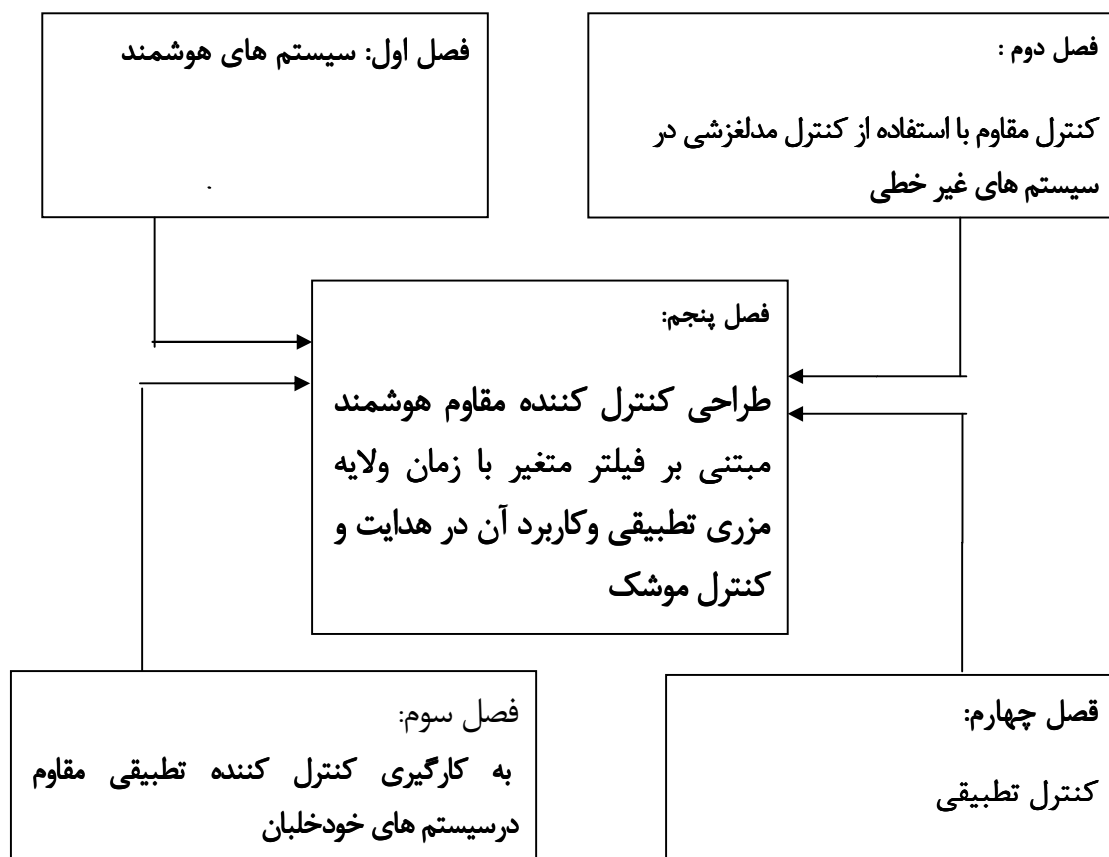 فصل اول: سیستم های هوشمند
.
فصل دوم :
کنترل مقاوم با استفاده از کنترل مدلغزشی در
سیستم های غیر خطی
فصل پنجم:
طراحی کنترل کننده مقاوم هوشمند
مبتنی بر فیلتر متغیر با زمان ولایه
مزری تطبیقی وکاربرد آن در هدایت و
کنترل موشک
فصل سوم:
به کارگیری کنترل کننده تطبیقی مقاوم
درسیستم های خودخلبان
قصل چهارم:
کنترل تطبیقی